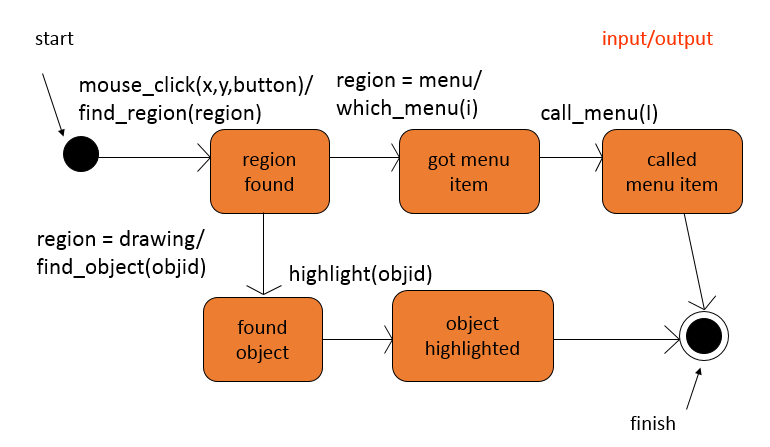 start
input/output
mouse_click(x,y,button)/
find_region(region)
region = menu/
which_menu(i)
call_menu(I)
region
found
got menu
item
called
menu item
region = drawing/
find_object(objid)
highlight(objid)
found
object
object
highlighted
finish